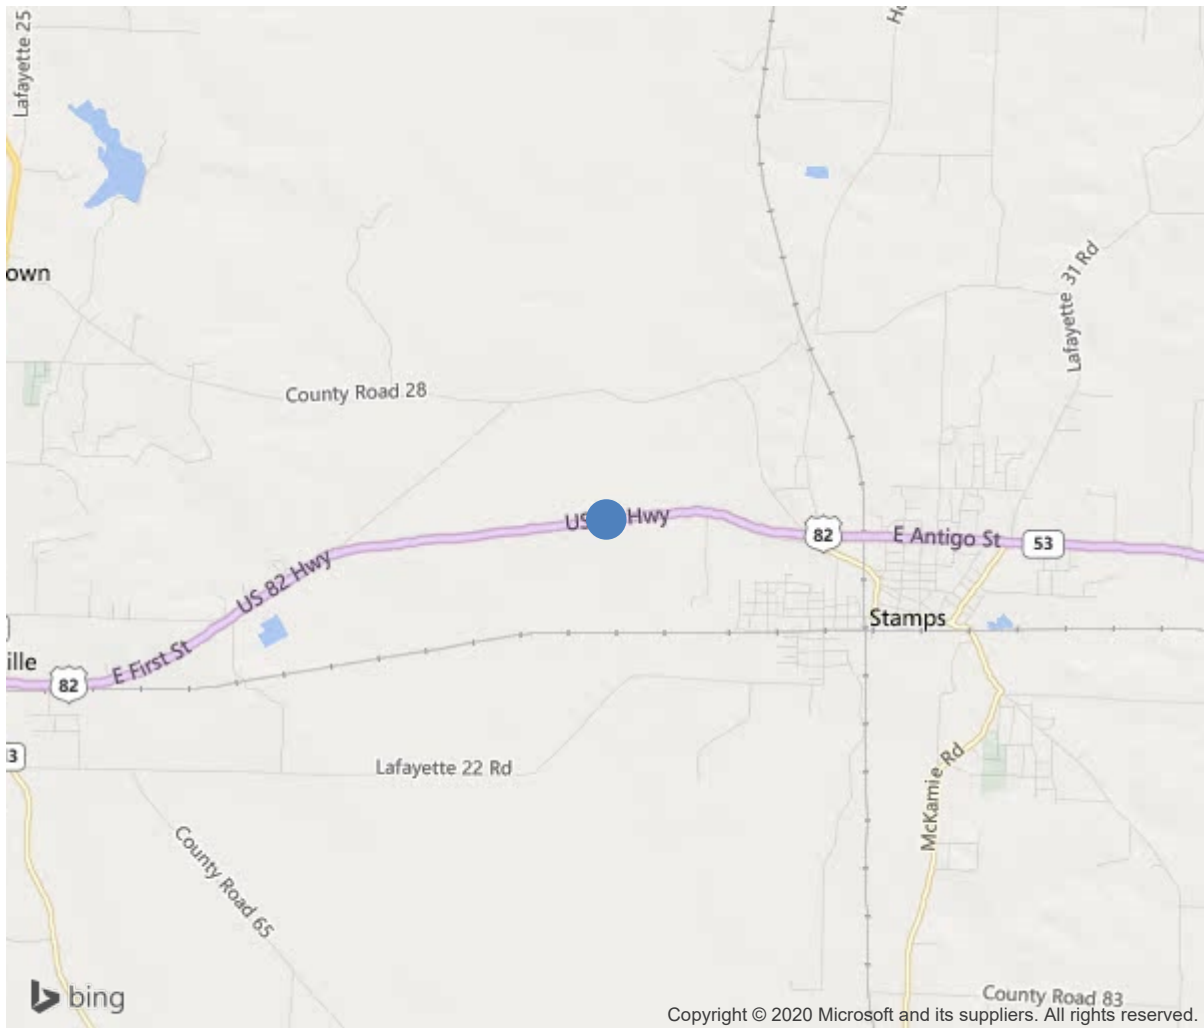 Lafayette 25
Ho
own
Lafayette 31 Rd
County Road 28
US Hwy
82
E Antigo St
53
US 82 Hwy
Stamps
E First St
ille
82
3
Lafayette 22 Rd
McKamie Rd
County Road 65
County Road 83
bing
Copyright © 2020 Microsoft and its suppliers. All rights reserved.